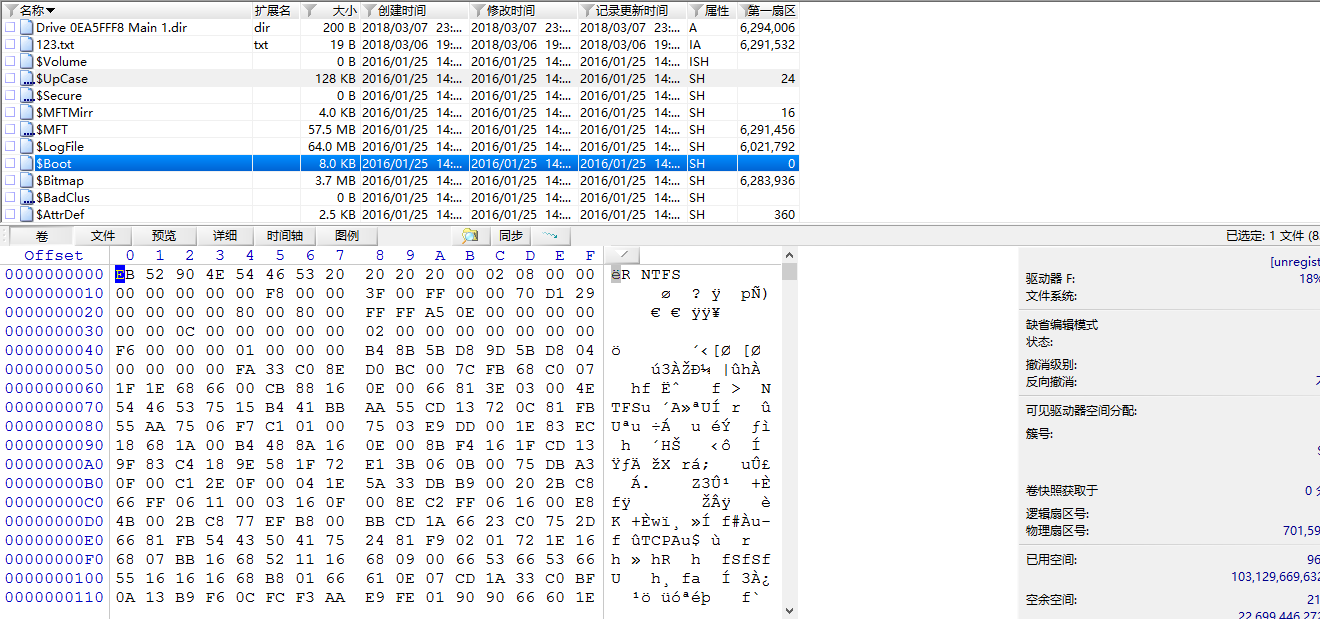 名称 扩展名 大小 创建时间 修改时间 记录更新时间 属性 第一扇区
Drive 0EA5FFF8 Main 1.dir dir 200 B 2018/03/07 23:... 2018/03/07 23:... 2018/03/07 23:... A 6,294,006
123.txt txt 19 B 2018/03/06 19:... 2018/03/06 19:... 2018/03/06 19:... IA 6,291,532
$Volume 0 B 2016/01/25 14:... 2016/01/25 14:... 2016/01/25 14:... ISH
$UpCase 128 KB 2016/01/25 14:... 2016/01/25 14:... 2016/01/25 14:... SH 24
$Secure 0 B 2016/01/25 14:... 2016/01/25 14:... 2016/01/25 14:... SH
$MFTMirr 4.0 KB 2016/01/25 14:... 2016/01/25 14:... 2016/01/25 14:... SH 16
$MFT 57.5 MB 2016/01/25 14:... 2016/01/25 14:... 2016/01/25 14:... SH 6,291,456
$LogFile 64.0 MB 2016/01/25 14:... 2016/01/25 14:... 2016/01/25 14:... SH 6,021,792
$Boot 8.0 KB 2016/01/25 14:... 2016/01/25 14:... 2016/01/25 14:... SH 0
$Bitmap 3.7 MB 2016/01/25 14:... 2016/01/25 14:... 2016/01/25 14:... SH 6,283,936
$BadClus 0 B 2016/01/25 14:... 2016/01/25 14:... 2016/01/25 14:... SH
$AttrDef 2.5 KB 2016/01/25 14:... 2016/01/25 14:... 2016/01/25 14:... SH 360
卷 文件 预览 详细 时间轴 图例 同步 已选定: 1 文件 (8
Offset 0 1 2 3 4 5 6 7 8 9 A B C D E F
0000000000 EB 52 90 4E 54 46 53 20 20 20 20 00 02 08 00 00 ëR NTFS
0000000010 00 00 00 00 00 F8 00 00 3F 00 FF 00 00 70 D1 29 ø ? ÿ pÑ)
0000000020 00 00 00 00 80 00 80 00 FF FF A5 0E 00 00 00 00 € € ÿÿ¥
0000000030 00 00 0C 00 00 00 00 00 02 00 00 00 00 00 00 00
0000000040 F6 00 00 00 01 00 00 00 B4 8B 5B D8 9D 5B D8 04 ö ´‹[Ø [Ø
0000000050 00 00 00 00 FA 33 C0 8E D0 BC 00 7C FB 68 C0 07 ú3ÀŽÐ¼ |ûhÀ
0000000060 1F 1E 68 66 00 CB 88 16 0E 00 66 81 3E 03 00 4E hf Ëˆ f > N
0000000070 54 46 53 75 15 B4 41 BB AA 55 CD 13 72 0C 81 FB TFSu ´A»ªUÍ r û
0000000080 55 AA 75 06 F7 C1 01 00 75 03 E9 DD 00 1E 83 EC Uªu ÷Á u éÝ ƒì
0000000090 18 68 1A 00 B4 48 8A 16 0E 00 8B F4 16 1F CD 13 h ´HŠ ‹ô Í
00000000A0 9F 83 C4 18 9E 58 1F 72 E1 3B 06 0B 00 75 DB A3 ŸƒÄ žX rá; uÛ£
00000000B0 0F 00 C1 2E 0F 00 04 1E 5A 33 DB B9 00 20 2B C8 Á. Z3Û¹ +È
00000000C0 66 FF 06 11 00 03 16 0F 00 8E C2 FF 06 16 00 E8 fÿ ŽÂÿ è
00000000D0 4B 00 2B C8 77 EF B8 00 BB CD 1A 66 23 C0 75 2D K +Èwï¸ »Í f#Àu-
00000000E0 66 81 FB 54 43 50 41 75 24 81 F9 02 01 72 1E 16 f ûTCPAu$ ù r
00000000F0 68 07 BB 16 68 52 11 16 68 09 00 66 53 66 53 66 h » hR h fSfSf
0000000100 55 16 16 16 68 B8 01 66 61 0E 07 CD 1A 33 C0 BF U h¸ fa Í 3À¿
0000000110 0A 13 B9 F6 0C FC F3 AA E9 FE 01 90 90 66 60 1E ¹ö üóªéþ f`
[unregist
驱动器 F: 18%
文件系统:
缺省编辑模式
状态:
撤消级别:
反向撤消:
可见驱动器空间分配:
簇号:
卷快照获取于 0
逻辑扇区号:
物理扇区号: 701,59
已用空间: 96
103,129,669,632
空余空间: 21
22,699,446,272